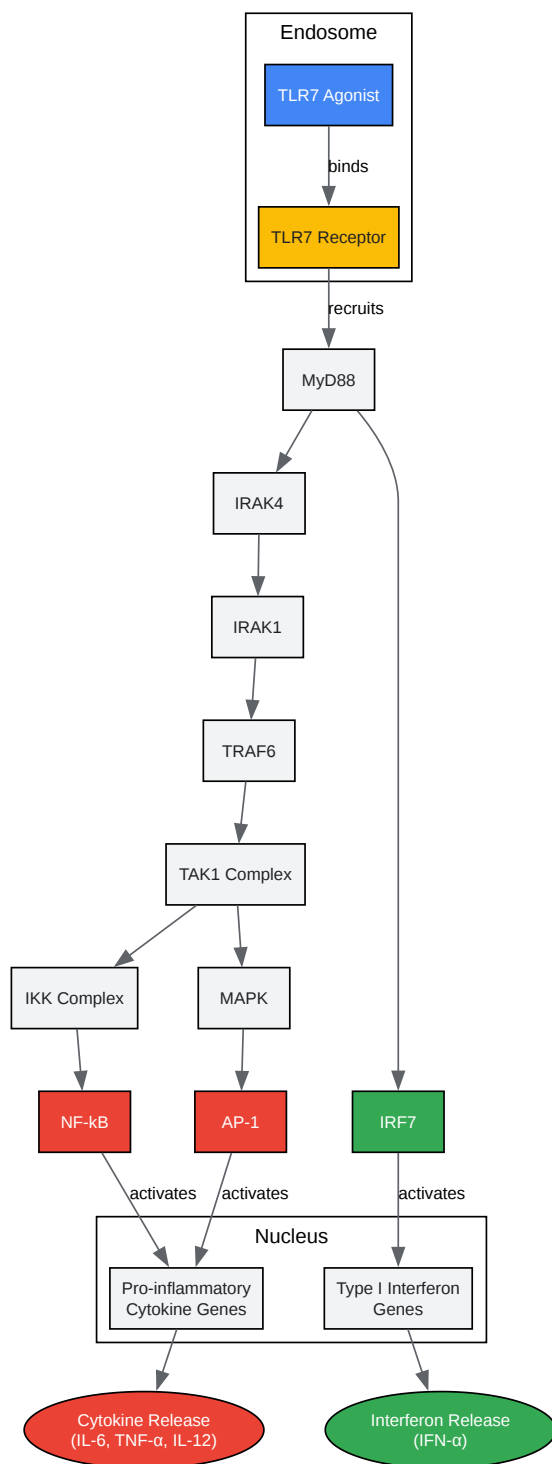 Endosome
TLR7 Agonist
binds
TLR7 Receptor
recruits
MyD88
IRAK4
IRAK1
TRAF6
TAK1 Complex
IKK Complex
MAPK
NF-kB
AP-1
IRF7
activates
activates
activates
Nucleus
Pro-inflammatory
Cytokine Genes
Type I Interferon
Genes
Cytokine Release
(IL-6, TNF-α, IL-12)
Interferon Release
(IFN-α)